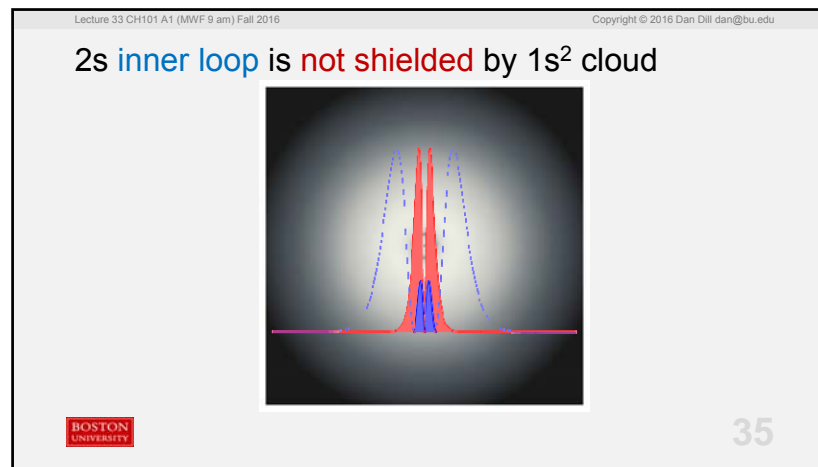 Lecture 33 CH101 A1 (MWF 9 am) Fall 2016
Copyright © 2016 Dan Dill dan@bu.edu
2s inner loop is not shielded by 1s² cloud
BOSTON
UNIVERSITY
35